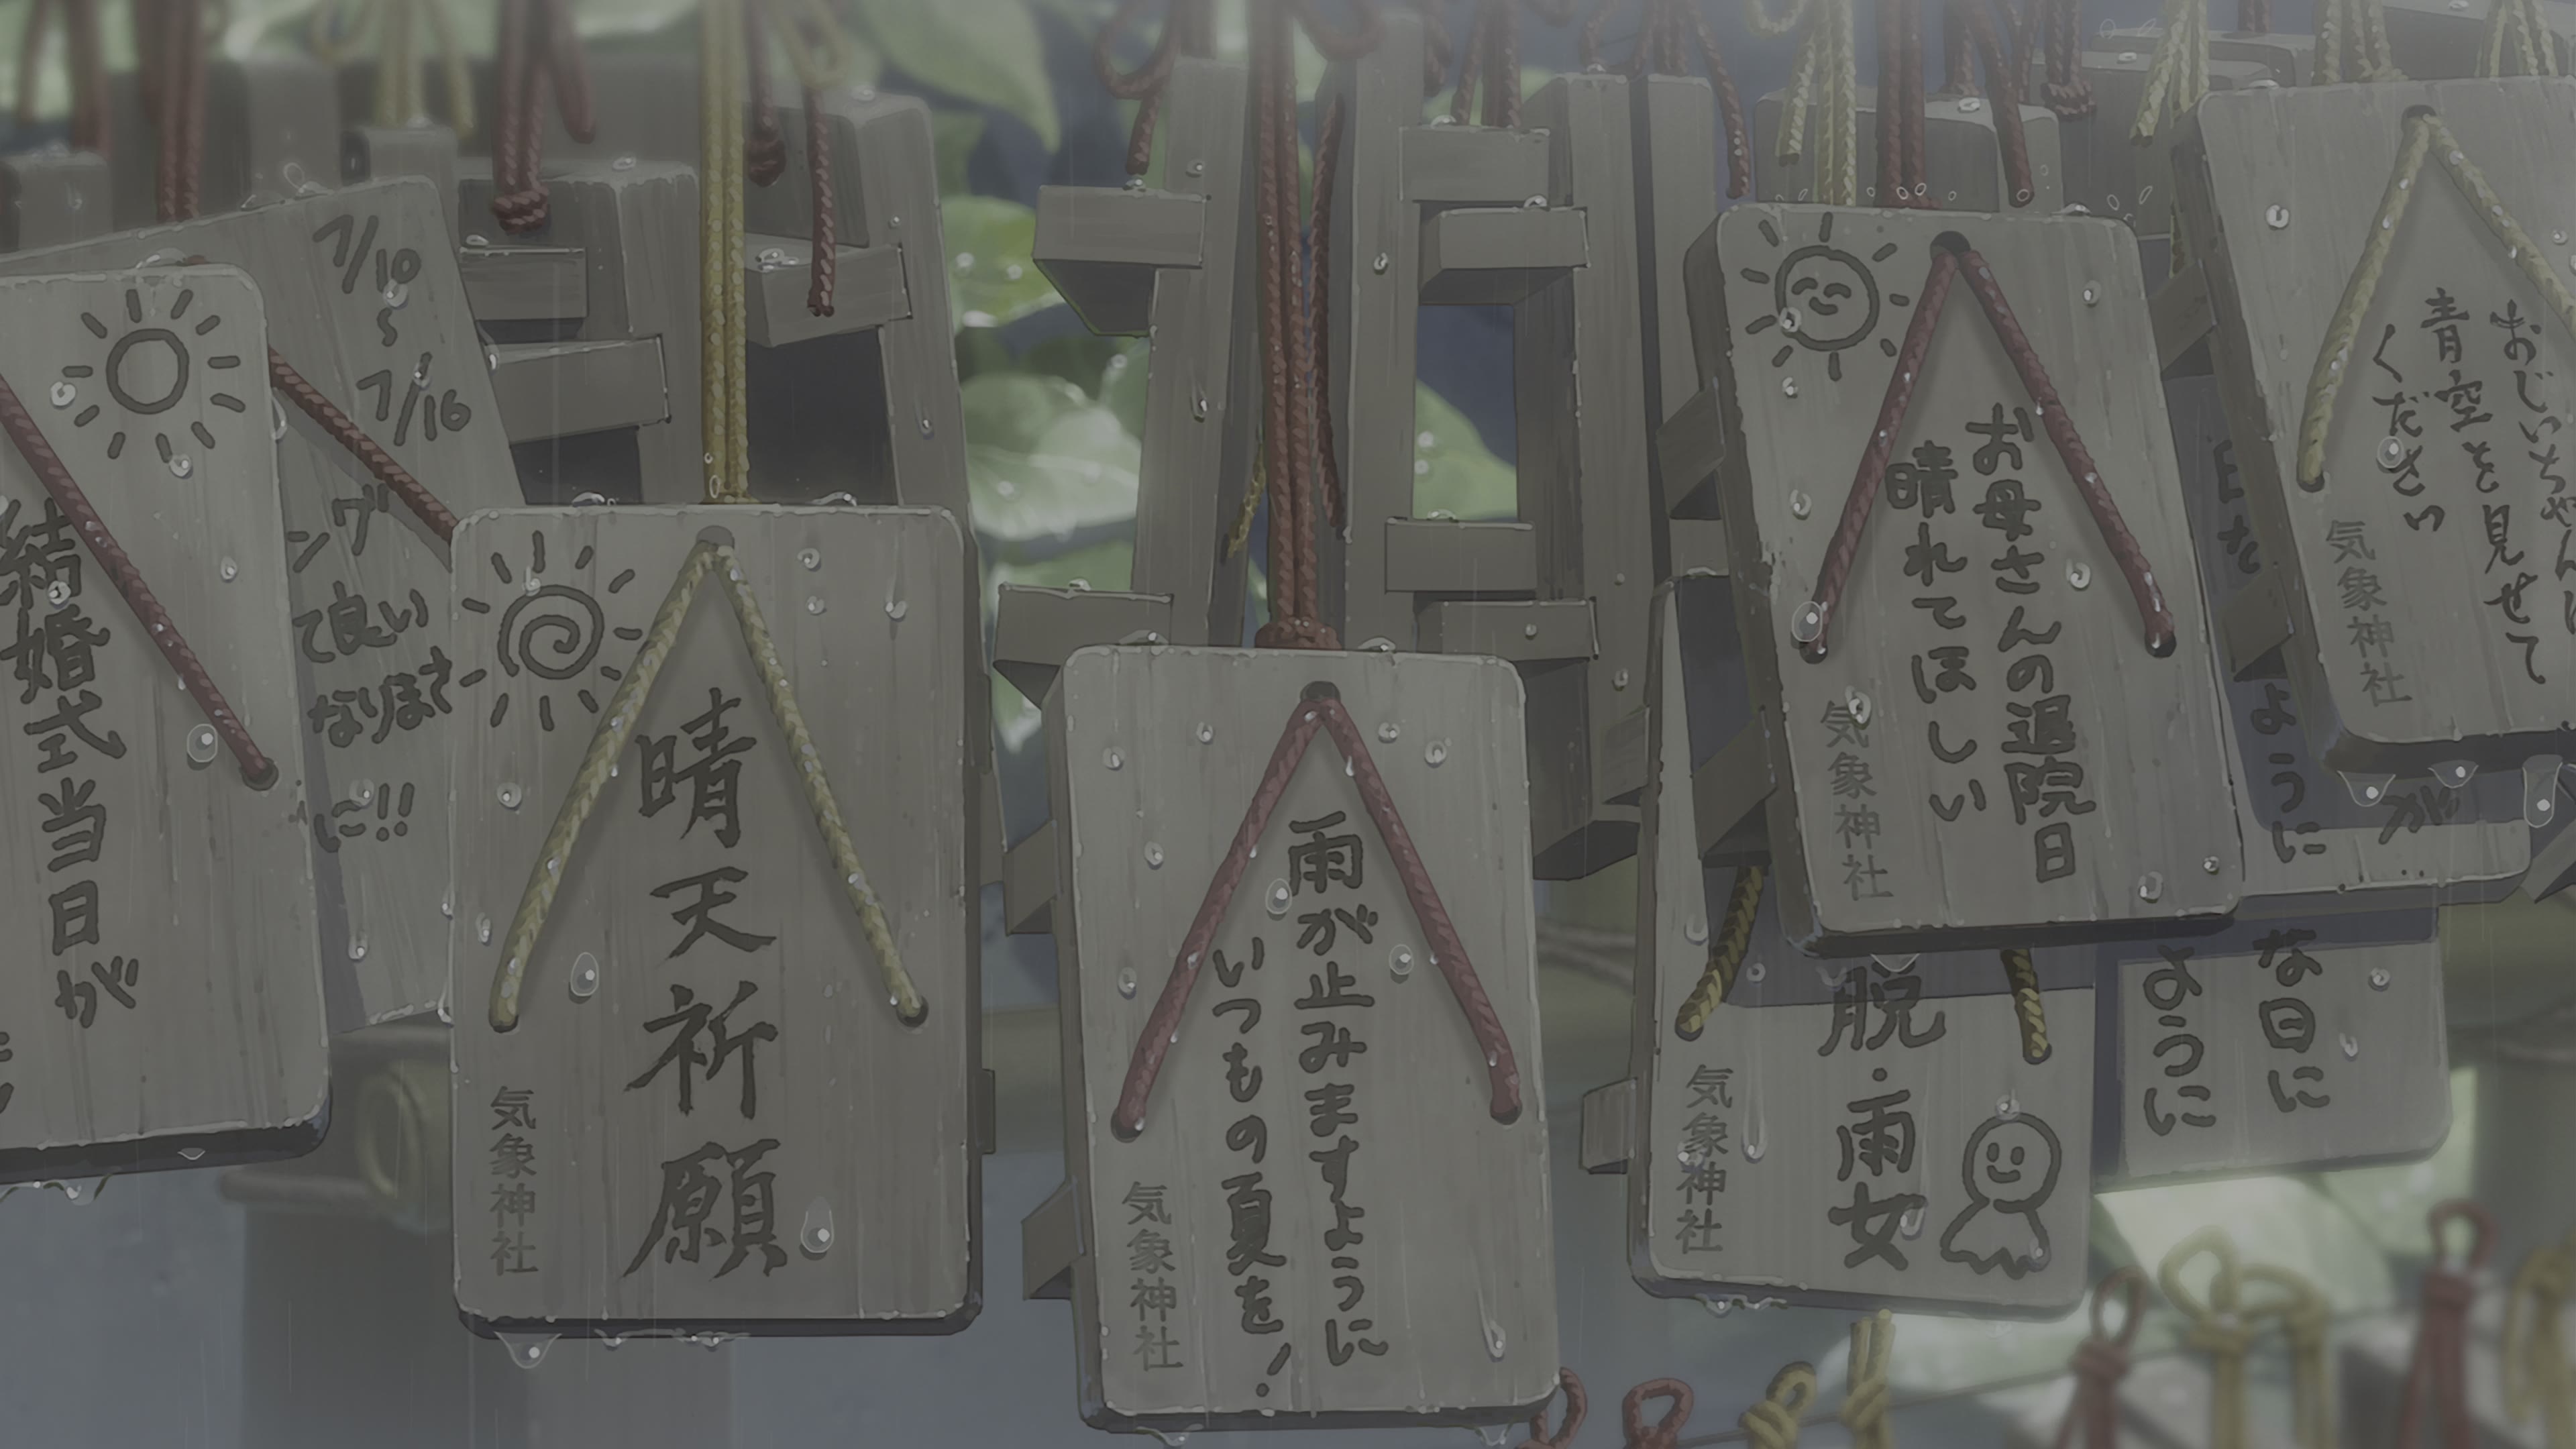 結婚式当日が
7/10
〜
7/16
ング
て良い
なりまさ
に!!
晴天祈願
気象神社
雨が止みますように
いつもの夏を!
気象神社
お母さんの退院日
晴れてほしい
気象神社
脱・雨女
気象神社
な日に
ように
ように
が
おじいちゃんに
青空を見せて
ください
気象神社